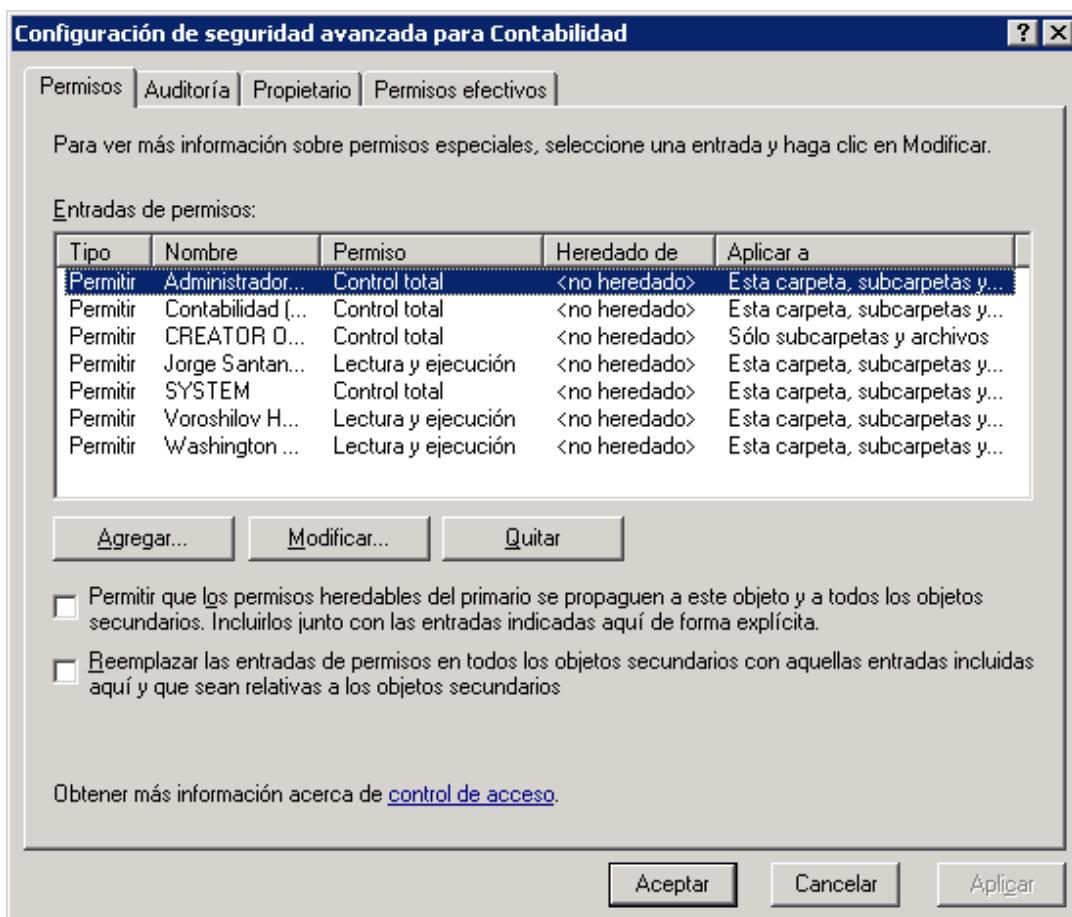 Configuración de seguridad avanzada para Contabilidad
Permisos Auditoría Propietario Permisos efectivos
Para ver más información sobre permisos especiales, seleccione una entrada y haga clic en Modificar.
Entradas de permisos:
Tipo Nombre Permiso Heredado de Aplicar a
Permitir Administrador... Control total <no heredado> Esta carpeta, subcarpetas y...
Permitir Contabilidad (... Control total <no heredado> Esta carpeta, subcarpetas y...
Permitir CREATOR O... Control total <no heredado> Sólo subcarpetas y archivos
Permitir Jorge Santan... Lectura y ejecución <no heredado> Esta carpeta, subcarpetas y...
Permitir SYSTEM Control total <no heredado> Esta carpeta, subcarpetas y...
Permitir Voroshilov H... Lectura y ejecución <no heredado> Esta carpeta, subcarpetas y...
Permitir Washington ... Lectura y ejecución <no heredado> Esta carpeta, subcarpetas y...
Agregar... Modificar... Quitar
Permitir que los permisos heredables del primario se propaguen a este objeto y a todos los objetos
secundarios. Incluirlos junto con las entradas indicadas aquí de forma explícita.
Reemplazar las entradas de permisos en todos los objetos secundarios con aquellas entradas incluidas
aquí y que sean relativas a los objetos secundarios
Obtener más información acerca de control de acceso.
Aceptar Cancelar Aplicar